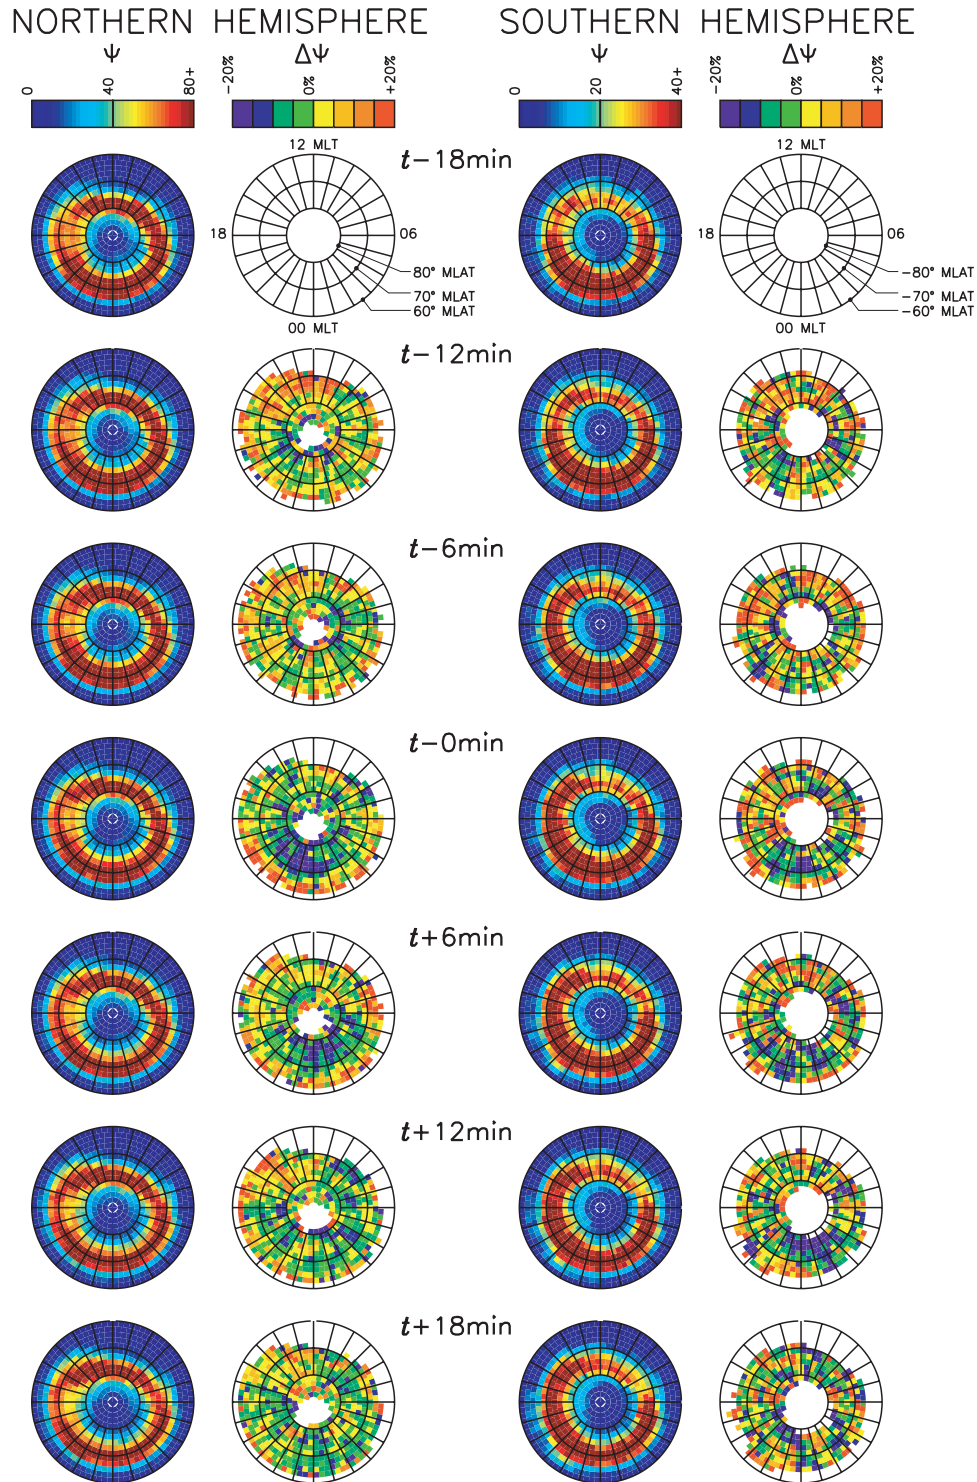 NORTHERN HEMISPHERE SOUTHERN HEMISPHERE
Ψ ΔΨ Ψ ΔΨ
0 40 80+ −20% 0% +20% 0 20 40+ −20% 0% +20%
12 MLT t−18min 12 MLT
18 06 18 06
80° MLAT −80° MLAT
70° MLAT −70° MLAT
60° MLAT −60° MLAT
00 MLT 00 MLT
t−12min
t−6min
t−0min
t+6min
t+12min
t+18min